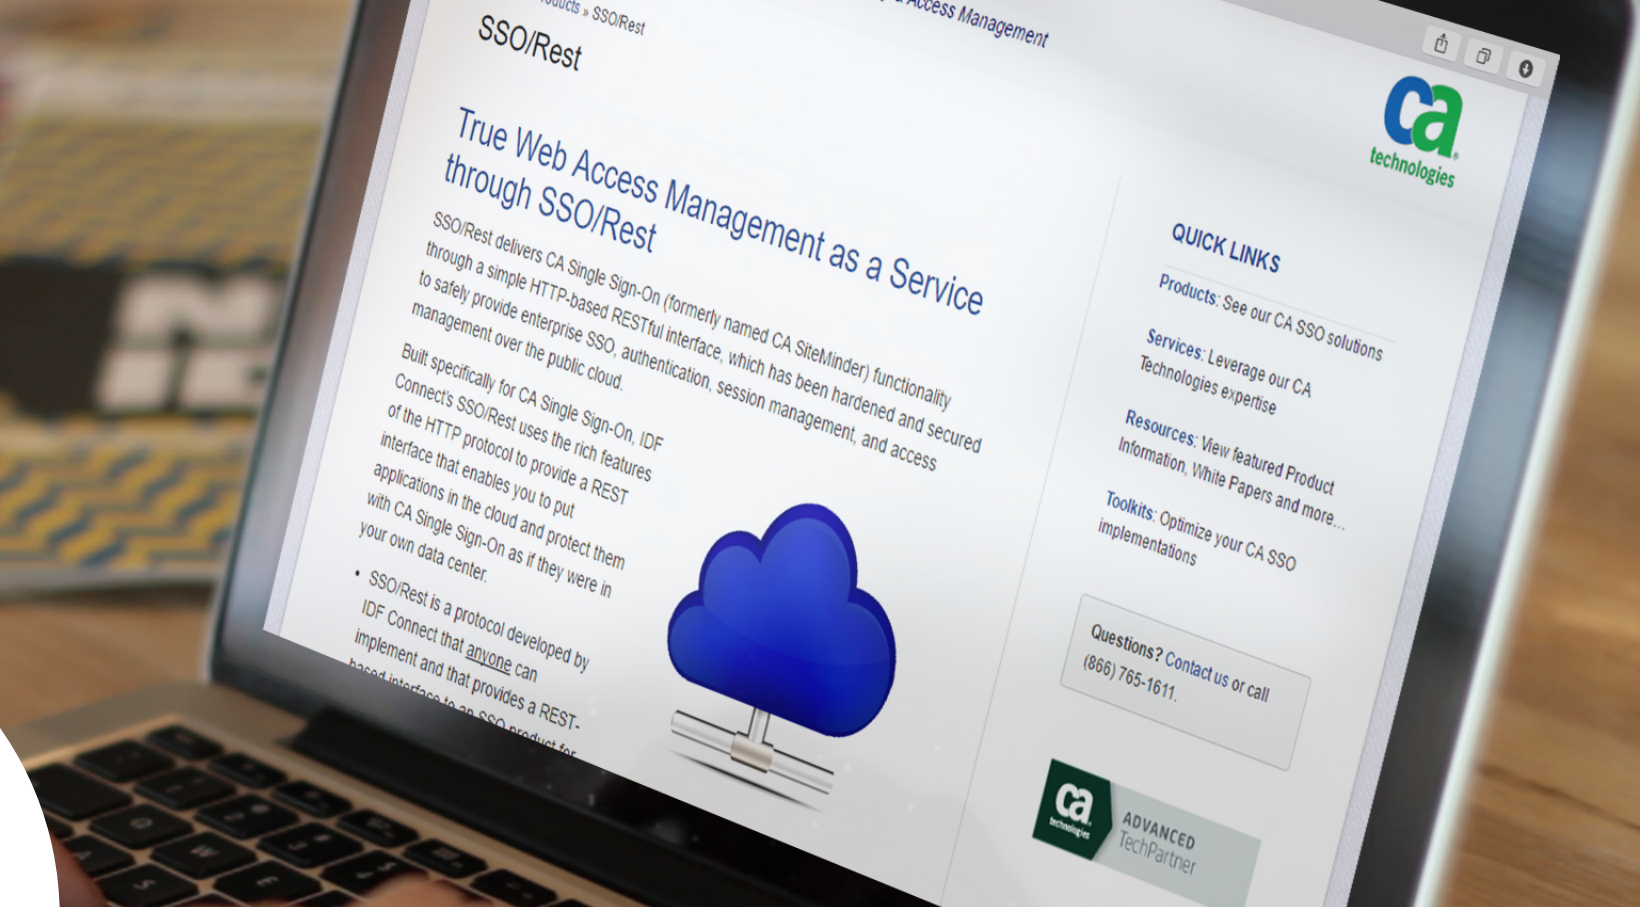 Access Management
» SSO/Rest
SSO/Rest
ca
technologies
True Web Access Management as a Service
through SSO/Rest
SSO/Rest delivers CA Single Sign-On (formerly named CA SiteMinder) functionality
through a simple HTTP-based RESTful interface, which has been hardened and secured
to safely provide enterprise SSO, authentication, session management, and access
management over the public cloud.
Built specifically for CA Single Sign-On, IDF
Connect's SSO/Rest uses the rich features
of the HTTP protocol to provide a REST
interface that enables you to put
applications in the cloud and protect them
with CA Single Sign-On as if they were in
your own data center.
• SSO/Rest is a protocol developed by
IDF Connect that anyone can
implement and that provides a REST-
based interface to an SSO product for
QUICK LINKS
Products: See our CA SSO solutions
Services: Leverage our CA
Technologies expertise
Resources: View featured Product
Information, White Papers and more...
Toolkits: Optimize your CA SSO
implementations
Questions? Contact us or call
(866) 765-1611.
ca
technologies
ADVANCED
TechPartner